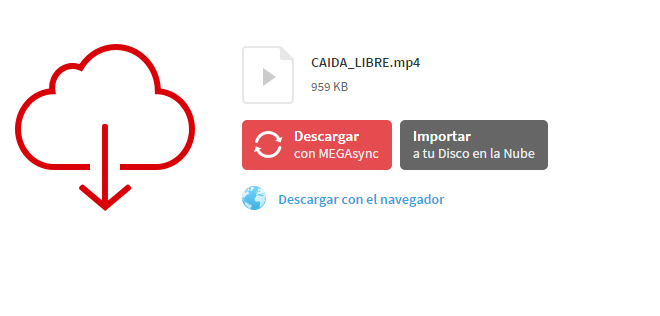 CAIDA_LIBRE.mp4
959 KB
Descargar
con MEGAsync
Importar
a tu Disco en la Nube
Descargar con el navegador